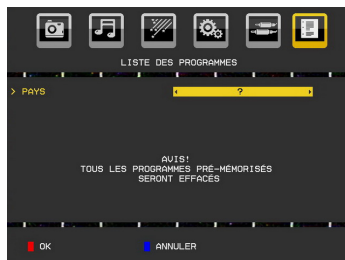 LISTE DES PROGRAMMES
> PAYS ?
AVIS!
TOUS LES PROGRAMMES PRÉ-MÉMORISÉS
SERONT EFFACÉS
OK ANNULER